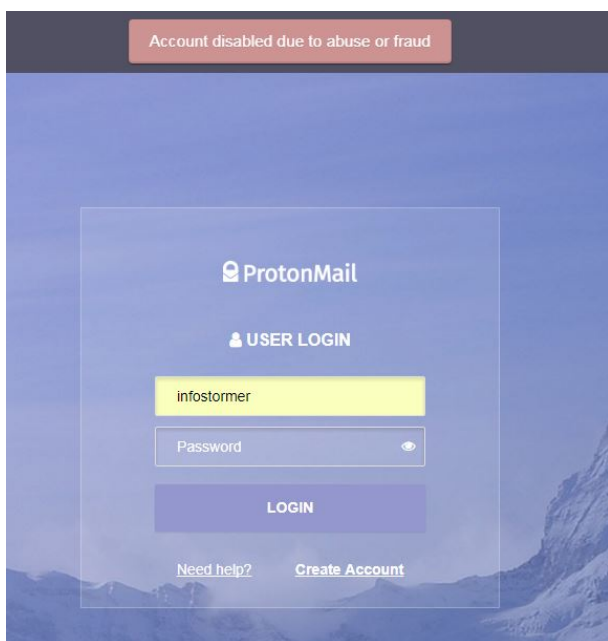 Account disabled due to abuse or fraud
ProtonMail
USER LOGIN
infostormer
Password
LOGIN
Need help? Create Account